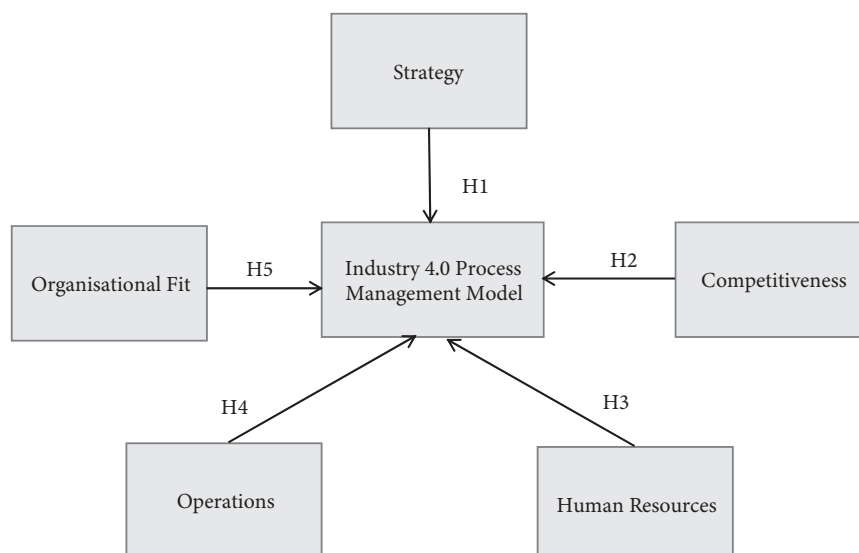 Strategy
H1
Organisational Fit
H5
Industry 4.0 Process
Management Model
H2
Competitiveness
H4
H3
Operations
Human Resources